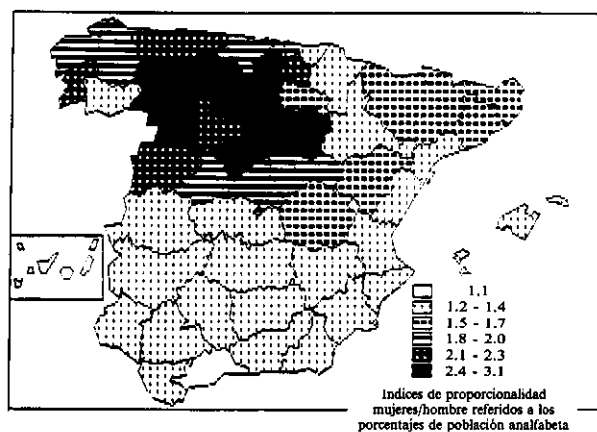 1.1
1.2 - 1.4
1.5 - 1.7
1.8 - 2.0
2.1 - 2.3
2.4 - 3.1
Indices de proporcionalidad
mujeres/hombre referidos a los
porcentajes de población analfabeta